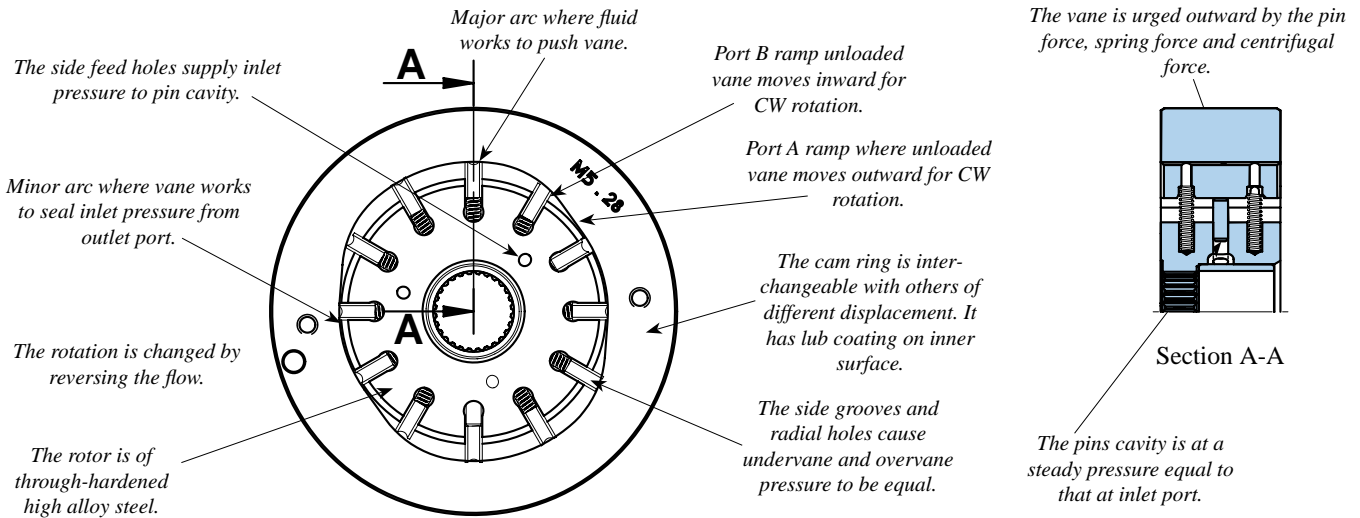 Major arc where fluid
works to push vane.
The side feed holes supply inlet
pressure to pin cavity.
Minor arc where vane works
to seal inlet pressure from
outlet port.
The rotation is changed by
reversing the flow.
The rotor is of
through-hardened
high alloy steel.
A
A
M5 . 28
Port B ramp unloaded
vane moves inward for
CW rotation.
Port A ramp where unloaded
vane moves outward for CW
rotation.
The cam ring is inter-
changeable with others of
different displacement. It
has lub coating on inner
surface.
The side grooves and
radial holes cause
undervane and overvane
pressure to be equal.
The vane is urged outward by the pin
force, spring force and centrifugal
force.
Section A-A
The pins cavity is at a
steady pressure equal to
that at inlet port.